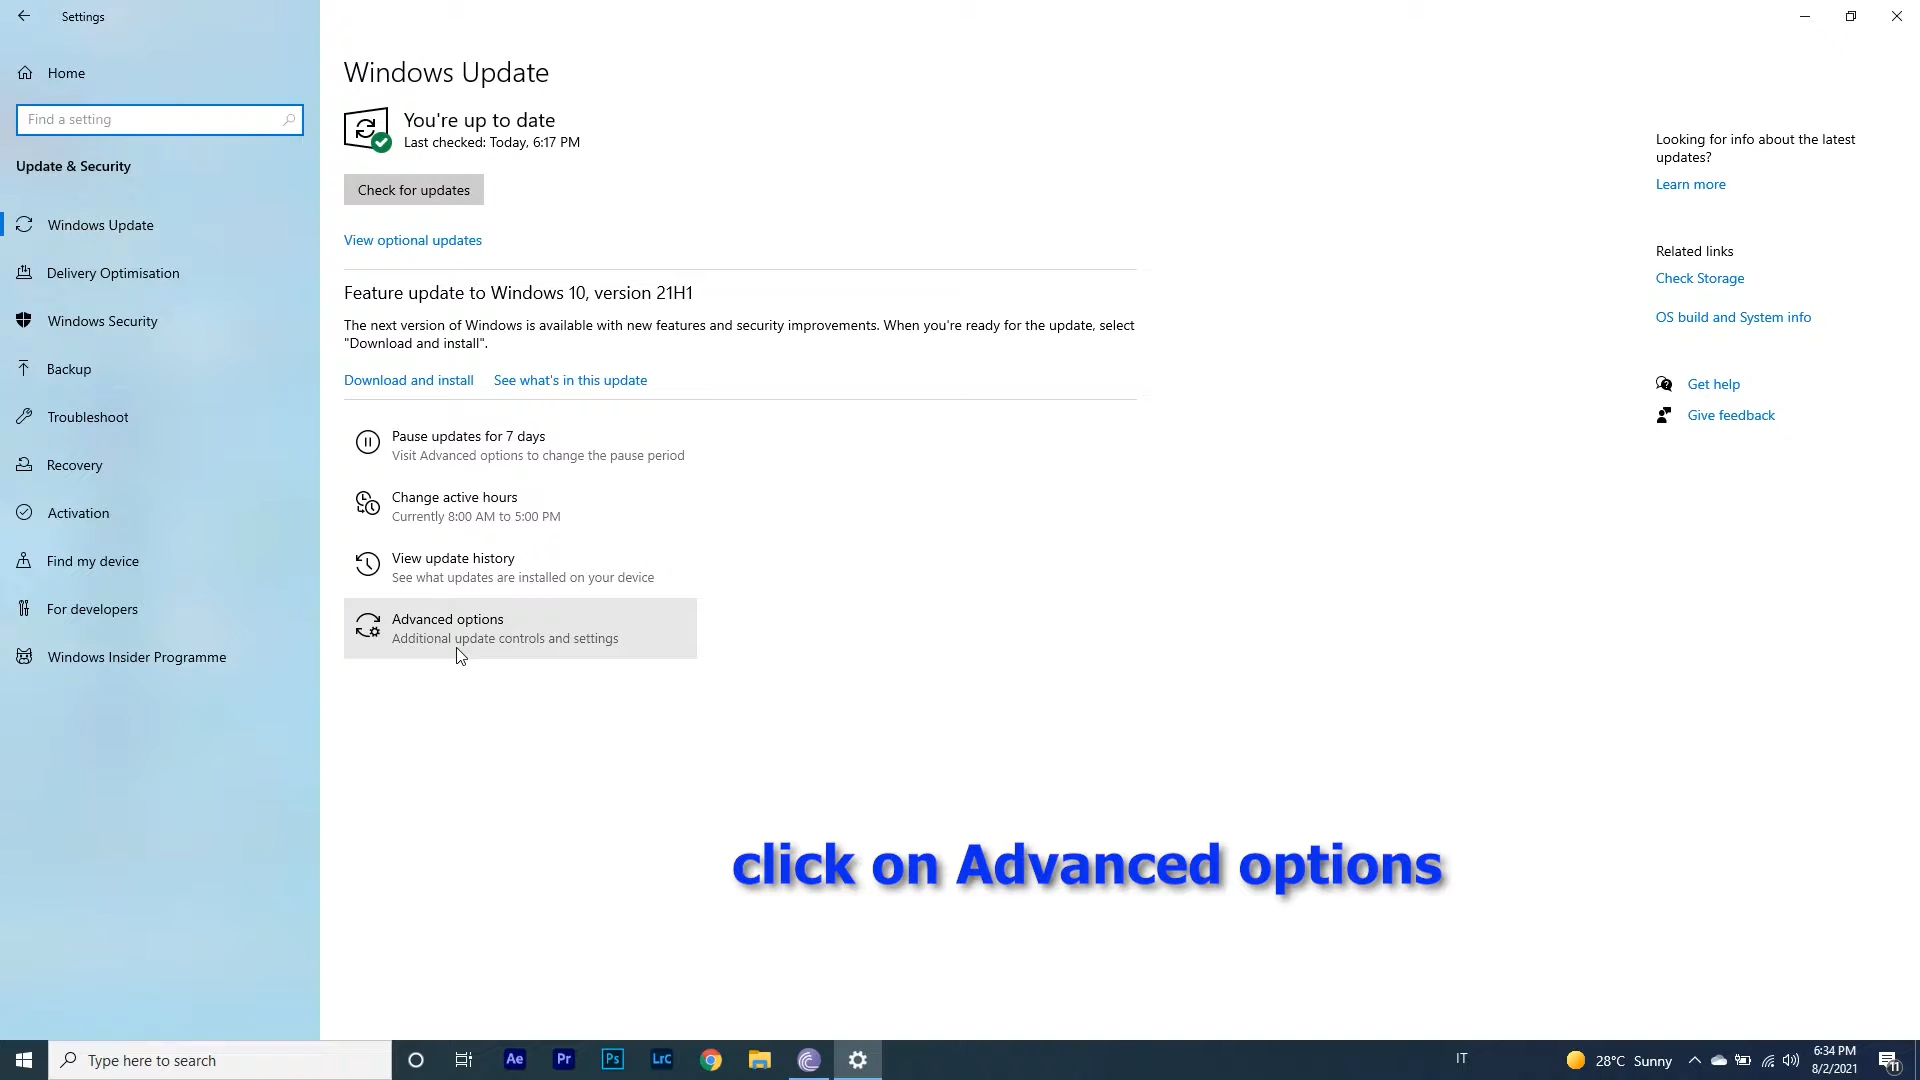 Settings
Home
Find a setting
Update & Security
Windows Update
Delivery Optimisation
Windows Security
Backup
Troubleshoot
Recovery
Activation
Find my device
For developers
Windows Insider Programme
Windows Update
You're up to date
Last checked: Today, 6:17 PM
Check for updates
View optional updates
Feature update to Windows 10, version 21H1
The next version of Windows is available with new features and security improvements. When you're ready for the update, select
"Download and install".
Download and install See what's in this update
Pause updates for 7 days
Visit Advanced options to change the pause period
Change active hours
Currently 8:00 AM to 5:00 PM
View update history
See what updates are installed on your device
Advanced options
Additional update controls and settings
Looking for info about the latest
updates?
Learn more
Related links
Check Storage
OS build and System info
Get help
Give feedback
click on Advanced options
Type here to search
Ae
Pr
Ps
LrC
IT
28°C Sunny
6:34 PM
8/2/2021
11